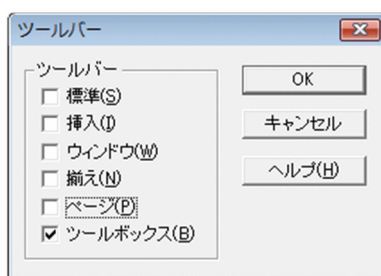 ツールバー
ツールバー
標準(S)
挿入(I)
ウィンドウ(W)
揃え(N)
ページ(P)
ツールボックス(B)
OK
キャンセル
ヘルプ(H)